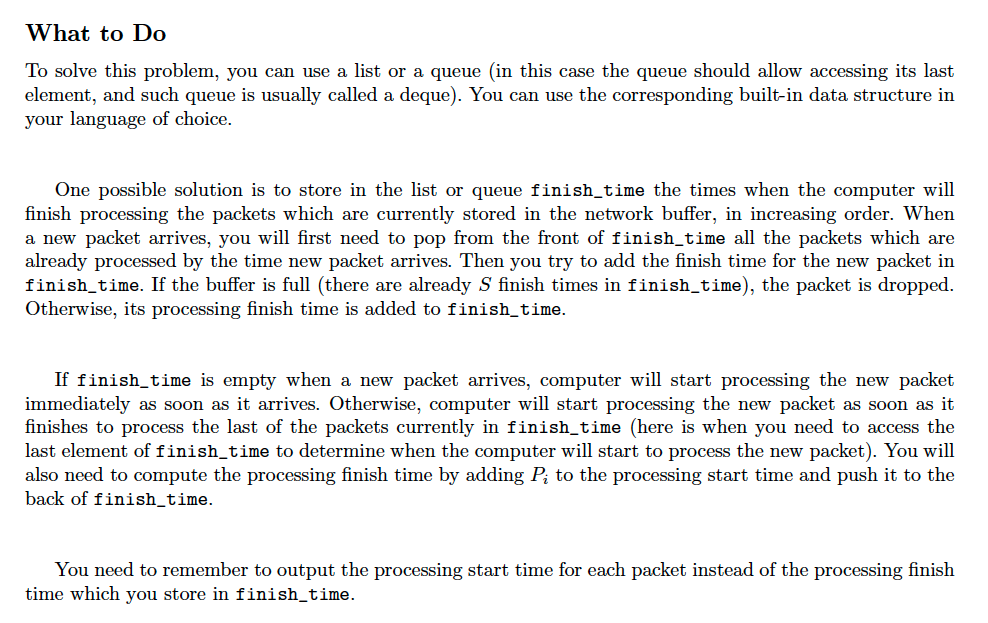 What to Do
To solve this problem, you can use a list or a queue (in this case the queue should allow accessing its last
element, and such queue is usually called a deque). You can use the corresponding built-in data structure in
your language of choice.
One possible solution is to store in the list or queue finish_time the times when the computer will
finish processing the packets which are currently stored in the network buffer, in increasing order. When
a new packet arrives, you will first need to pop from the front of finish_time all the packets which are
already processed by the time new packet arrives. Then you try to add the finish time for the new packet in
finish_time. If the buffer is full (there are already S finish times in finish_time), the packet is dropped.
Otherwise, its processing finish time is added to finish_time.
If finish_time is empty when a new packet arrives, computer will start processing the new packet
immediately as soon as it arrives. Otherwise, computer will start processing the new packet as soon as it
finishes to process the last of the packets currently in finish_time (here is when you need to access the
last element of finish_time to determine when the computer will start to process the new packet). You will
also need to compute the processing finish time by adding P_i to the processing start time and push it to the
back of finish_time.
You need to remember to output the processing start time for each packet instead of the processing finish
time which you store in finish_time.